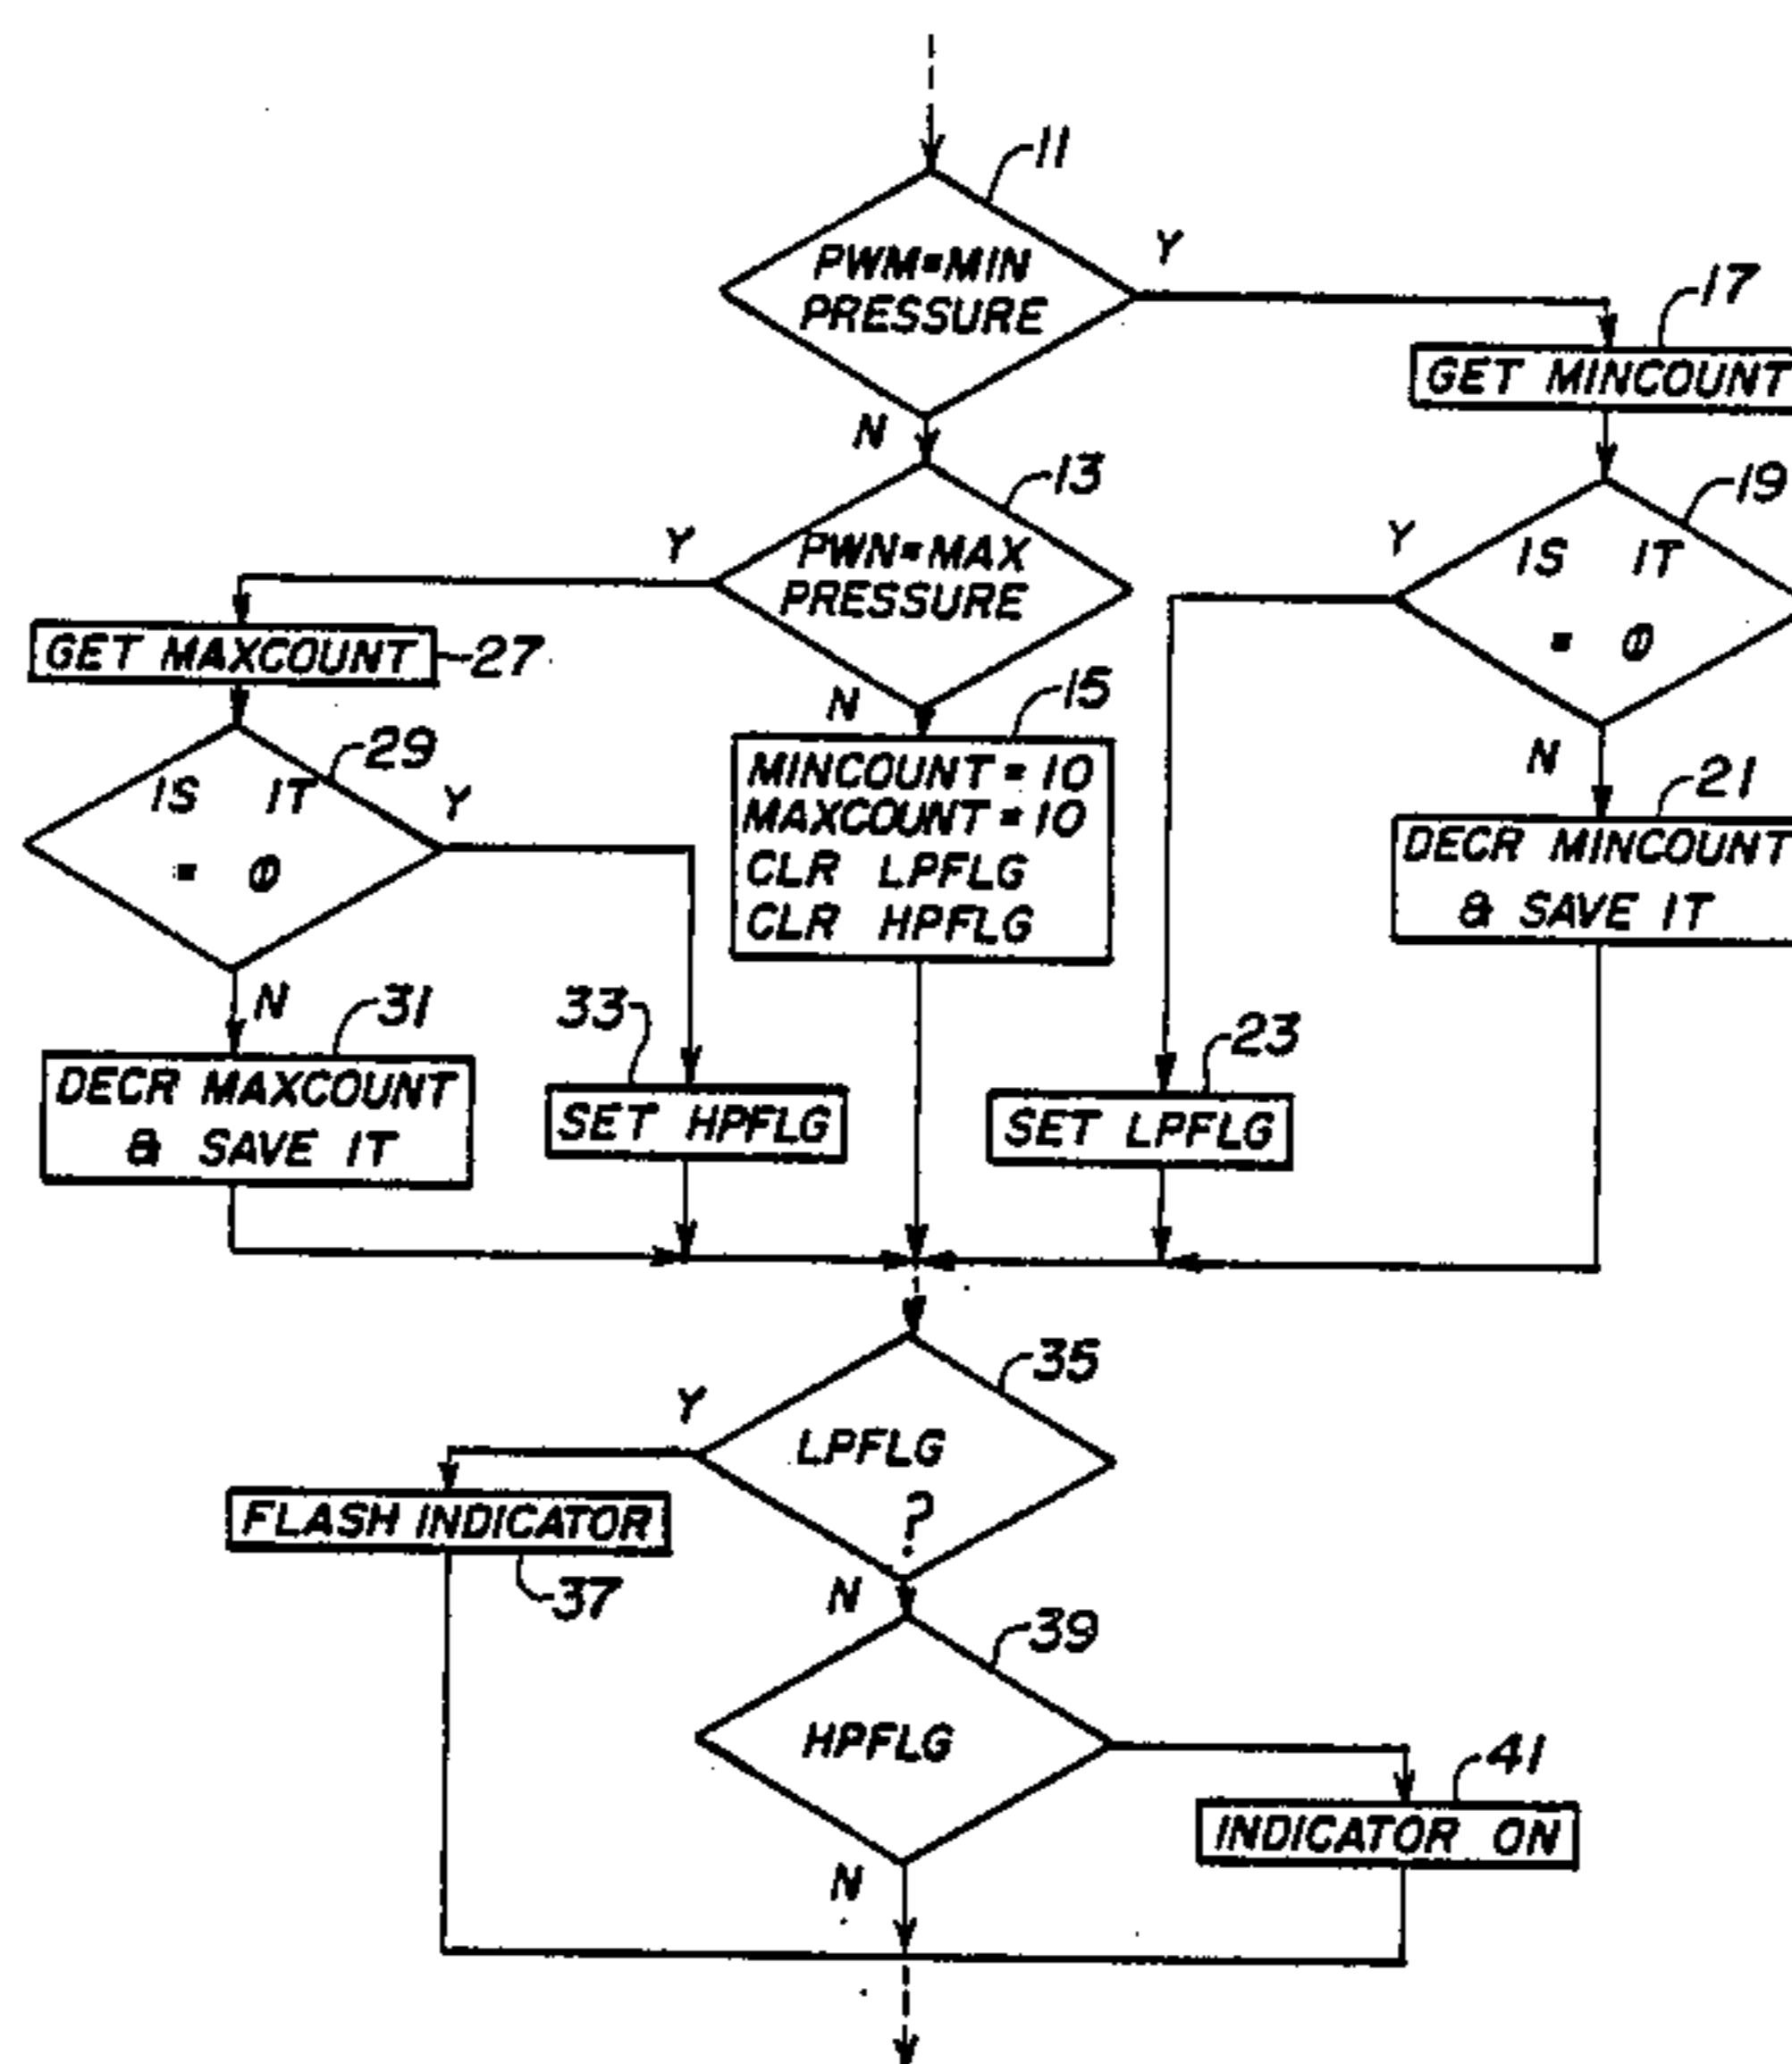 11
PWM=MIN
PRESSURE
Y
N
17
GET MINCOUNT
13
PWN=MAX
PRESSURE
Y
N
19
IS IT
= 0
Y
N
GET MAXCOUNT
27
29
IS IT
= 0
Y
N
15
MINCOUNT=10
MAXCOUNT=10
CLR LPFLG
CLR HPFLG
21
DECR MINCOUNT
& SAVE IT
31
DECR MAXCOUNT
& SAVE IT
33
SET HPFLG
23
SET LPFLG
35
LPFLG
?
Y
N
FLASH INDICATOR
37
39
HPFLG
N
41
INDICATOR ON